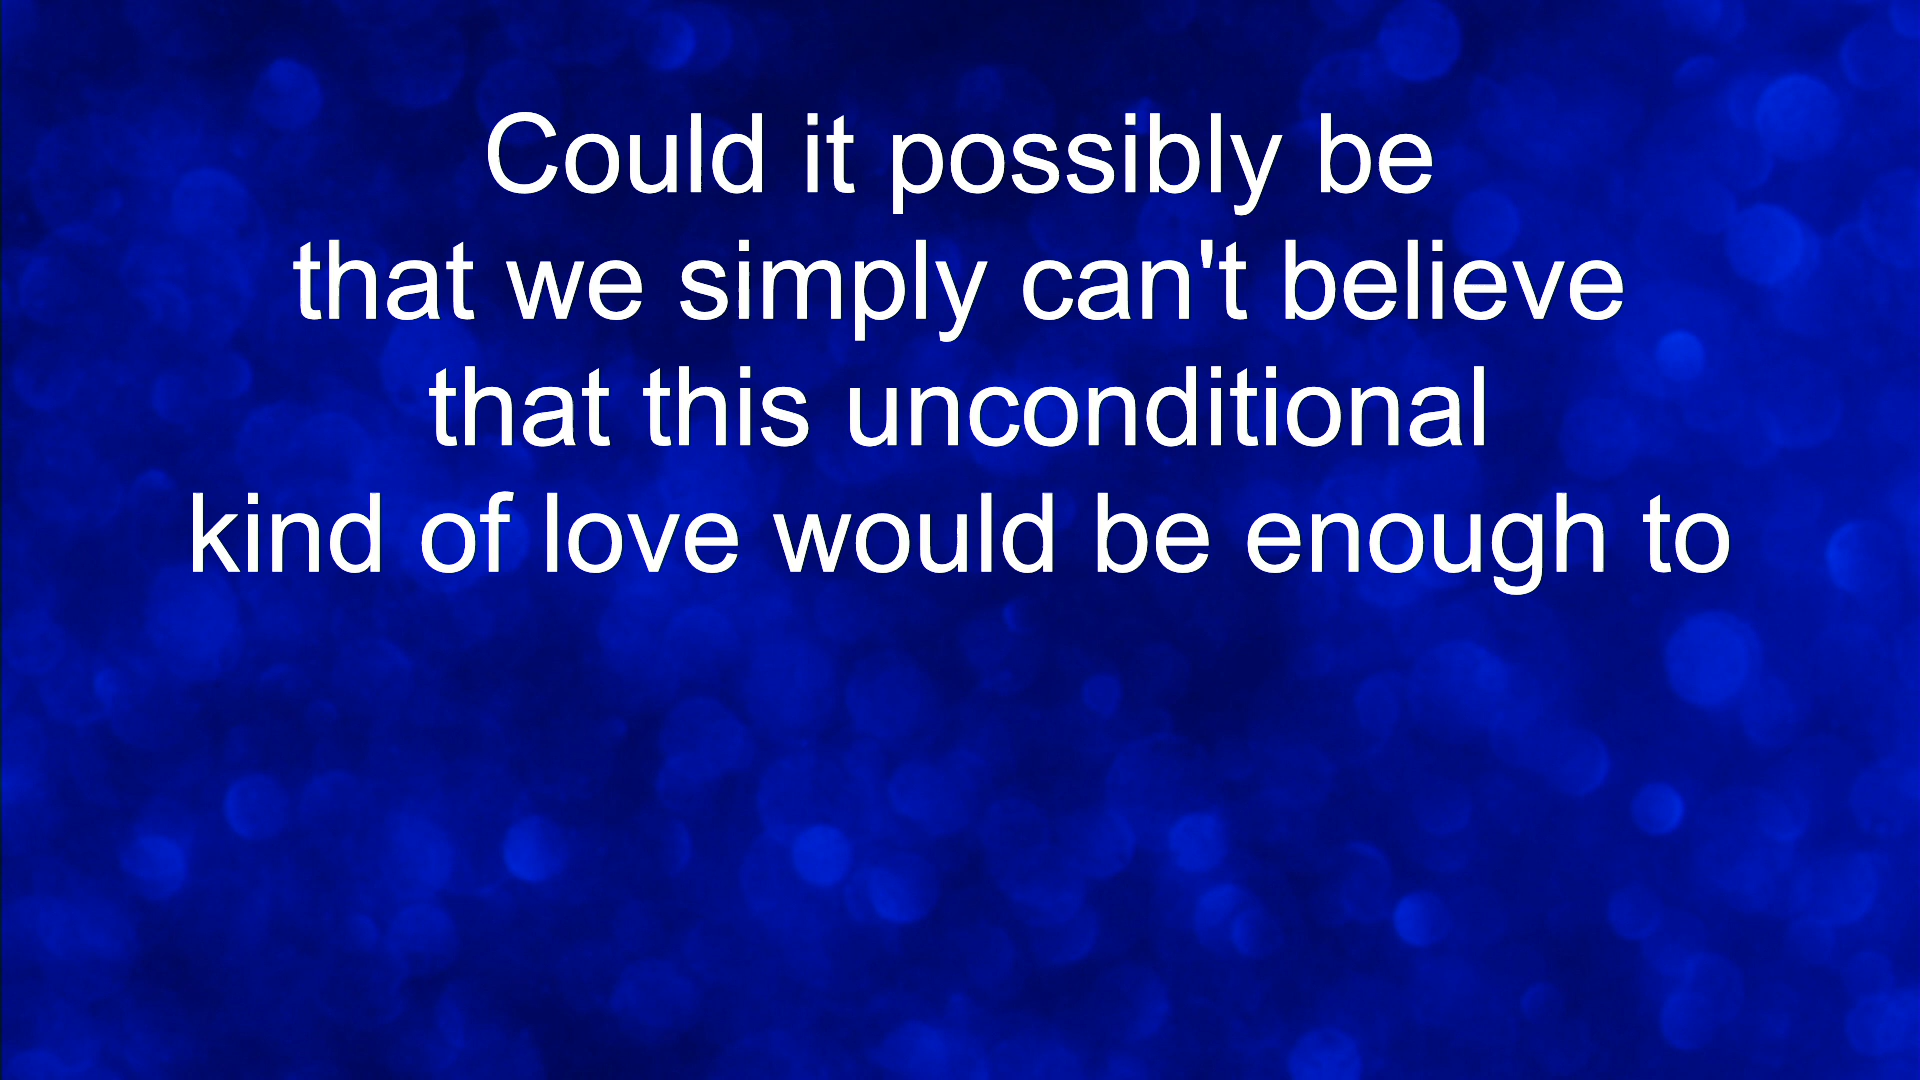 Could it possibly be
that we simply can't believe
that this unconditional
kind of love would be enough to